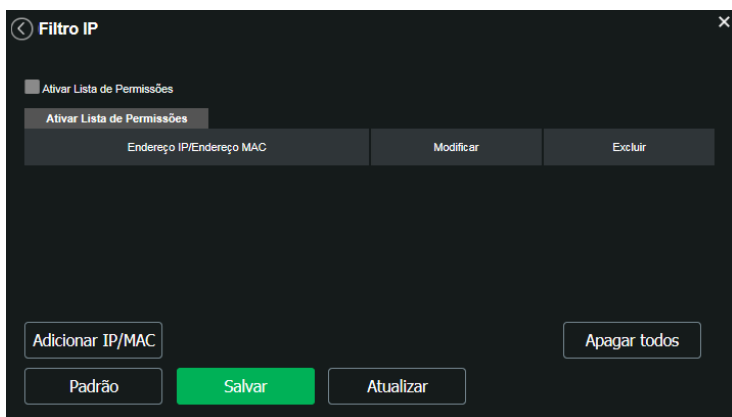 Filtro IP
Ativar Lista de Permissões
Ativar Lista de Permissões
Endereço IP/Endereço MAC Modificar Excluir
Adicionar IP/MAC Apagar todos
Padrão Salvar Atualizar